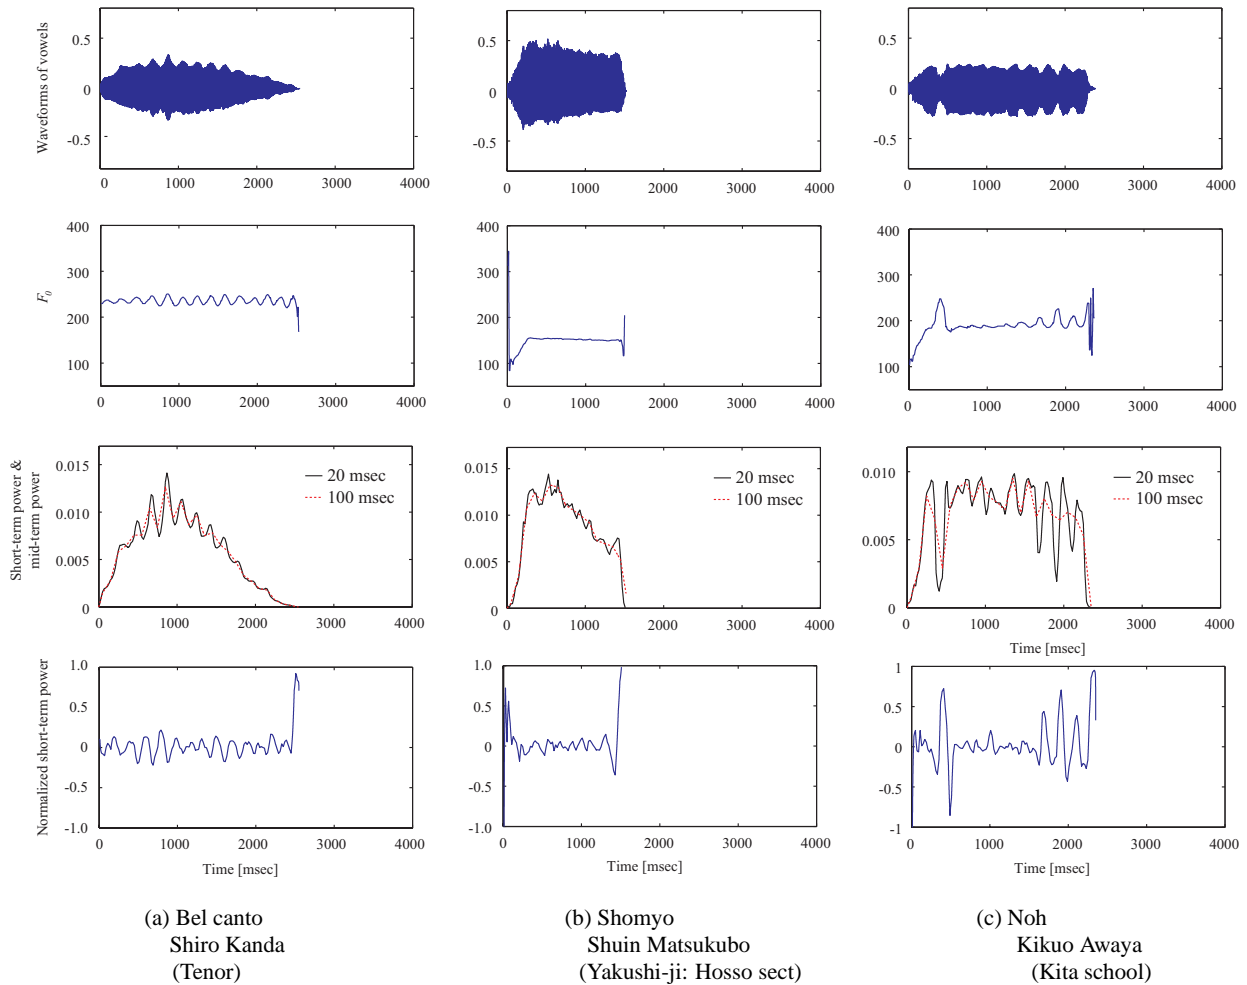 Waveforms of vowels
0.5
0
-0.5
0 1000 2000 3000 4000
0.5
0
-0.5
0 1000 2000 3000 4000
0.5
0
-0.5
0 1000 2000 3000 4000
F0
400
300
200
100
0 1000 2000 3000 4000
400
300
200
100
0 1000 2000 3000 4000
400
300
200
100
0 1000 2000 3000 4000
Short-term power &
mid-term power
0.015
0.010
0.005
0
20 msec
100 msec
0 1000 2000 3000 4000
0.015
0.010
0.005
0
20 msec
100 msec
0 1000 2000 3000 4000
0.010
0.005
0
20 msec
100 msec
0 1000 2000 3000 4000
Time [msec]
Normalized short-term power
1.0
0.5
0
-0.5
-1.0
0 1000 2000 3000 4000
Time [msec]
1.0
0.5
0
-0.5
-1.0
0 1000 2000 3000 4000
Time [msec]
1
0.5
0
-0.5
-1
0 1000 2000 3000 4000
Time [msec]
(a) Bel canto
Shiro Kanda
(Tenor)
(b) Shomyo
Shuin Matsukubo
(Yakushi-ji: Hosso sect)
(c) Noh
Kikuo Awaya
(Kita school)